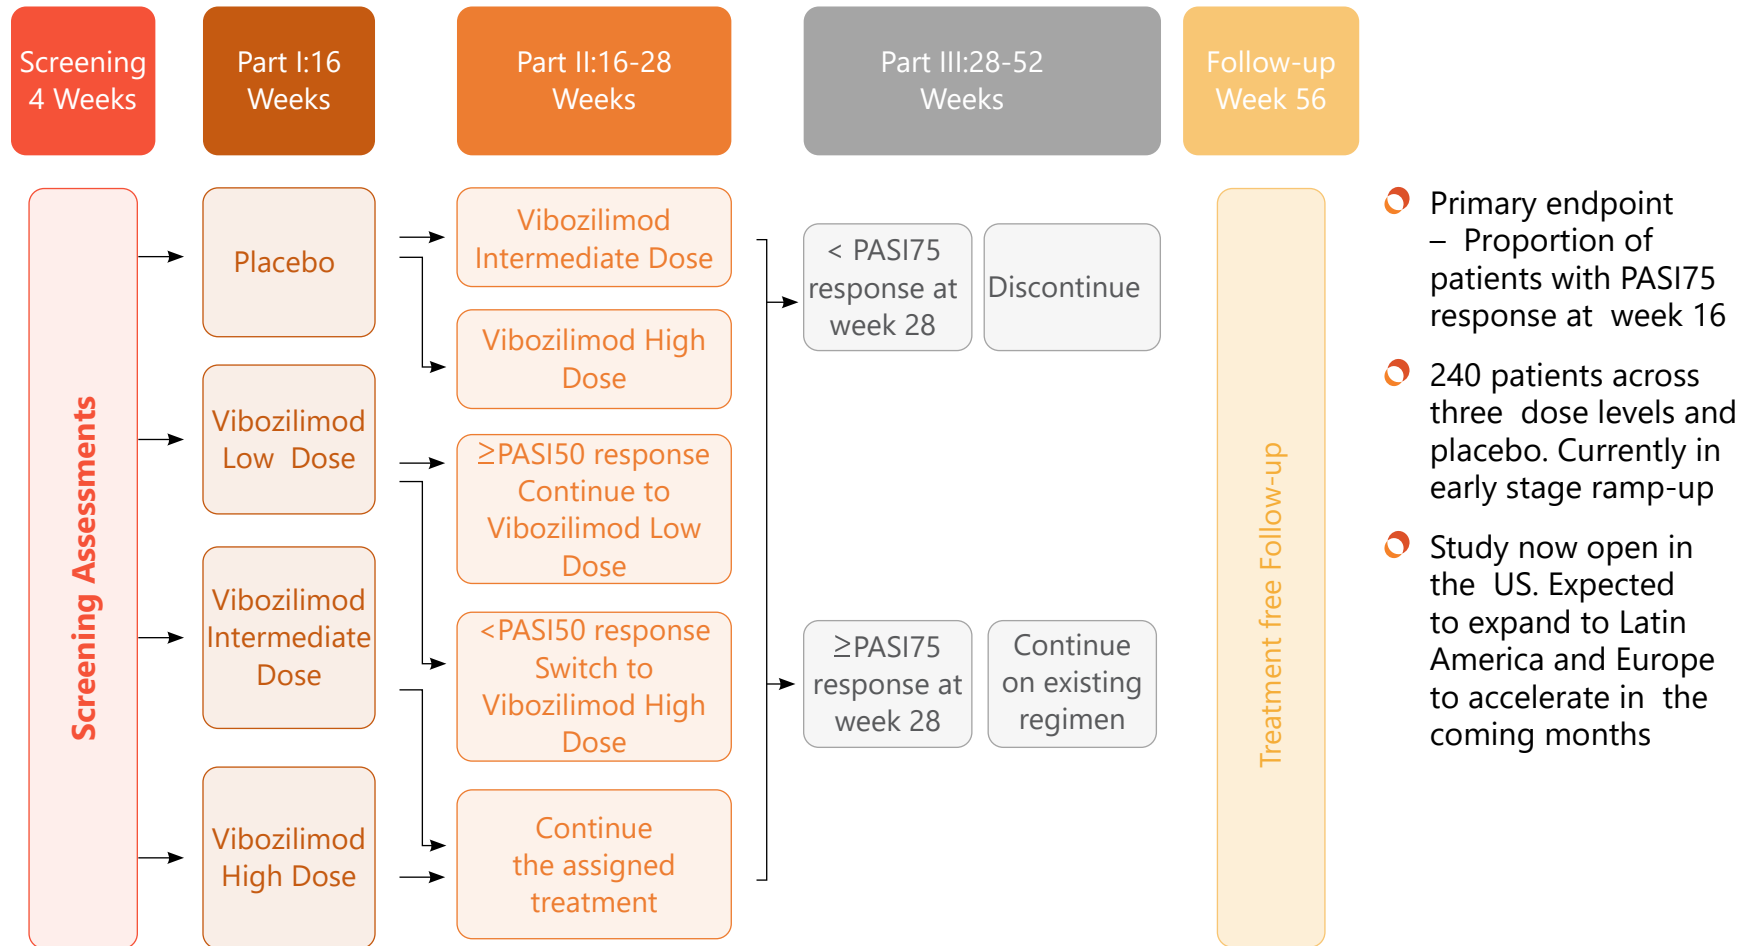 Screening
4 Weeks
Part I:16
Weeks
Part II:16-28
Weeks
Part III:28-52
Weeks
Follow-up
Week 56
Screening Assessments
Placebo
Vibozilimod
Low Dose
Vibozilimod
Intermediate
Dose
Vibozilimod
High Dose
Vibozilimod
Intermediate Dose
Vibozilimod High
Dose
≥PASI50 response
Continue to
Vibozilimod Low
Dose
<PASI50 response
Switch to
Vibozilimod High
Dose
Continue
the assigned
treatment
< PASI75
response at
week 28
Discontinue
≥PASI75
response at
week 28
Continue
on existing
regimen
Treatment free Follow-up
Primary endpoint
– Proportion of
patients with PASI75
response at week 16
240 patients across
three dose levels and
placebo. Currently in
early stage ramp-up
Study now open in
the US. Expected
to expand to Latin
America and Europe
to accelerate in the
coming months